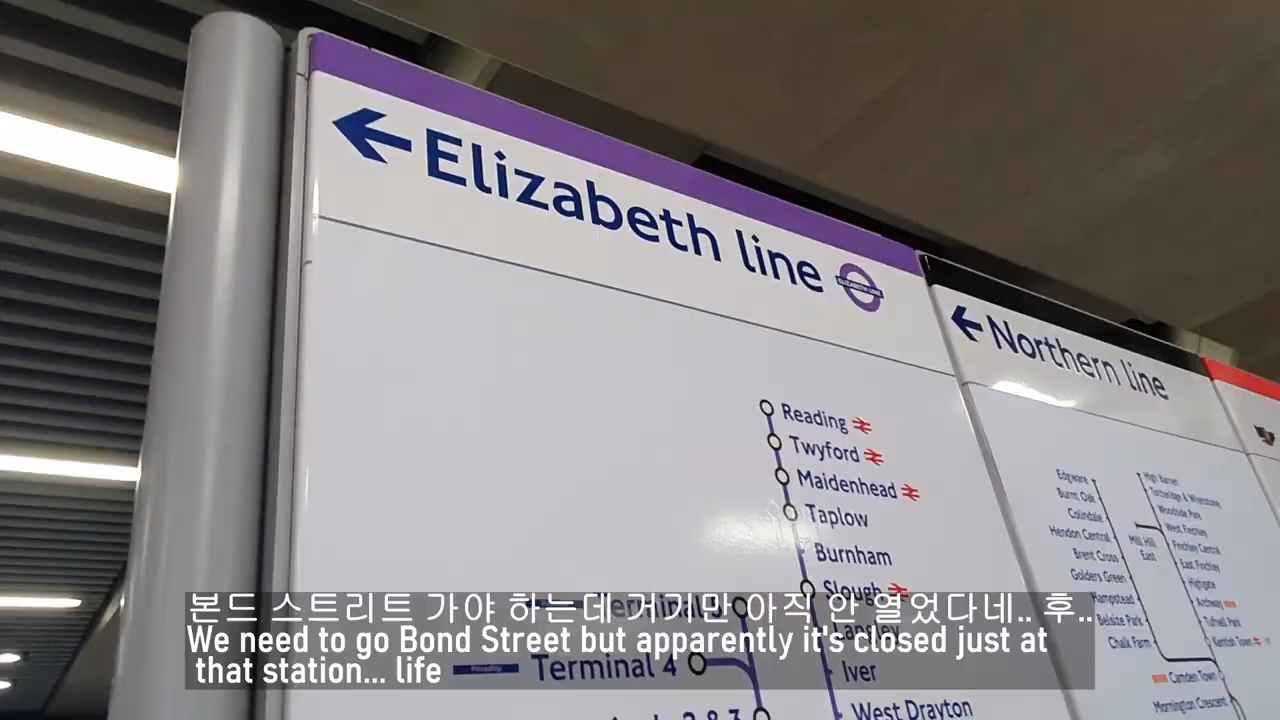 ← Elizabeth line
ELIZABETH LINE
Reading
Twyford
Maidenhead
Taplow
Burnham
Slough
Langley
Iver
West Drayton
Terminal 4
← Northern line
Edgware
Burnt Oak
Colindale
Hendon Central
Brent Cross
Golders Green
Hampstead
Belsize Park
Chalk Farm
High Barnet
Totteridge & Whetstone
Woodside Park
West Finchley
Mill Hill
East
Finchley Central
East Finchley
Highgate
Archway
Tufnell Park
Kentish Town
Camden Town
Mornington Crescent
본드 스트리트 가야 하는데 거기만 아직 안 열었다네.. 후..
We need to go Bond Street but apparently it's closed just at
that station... life